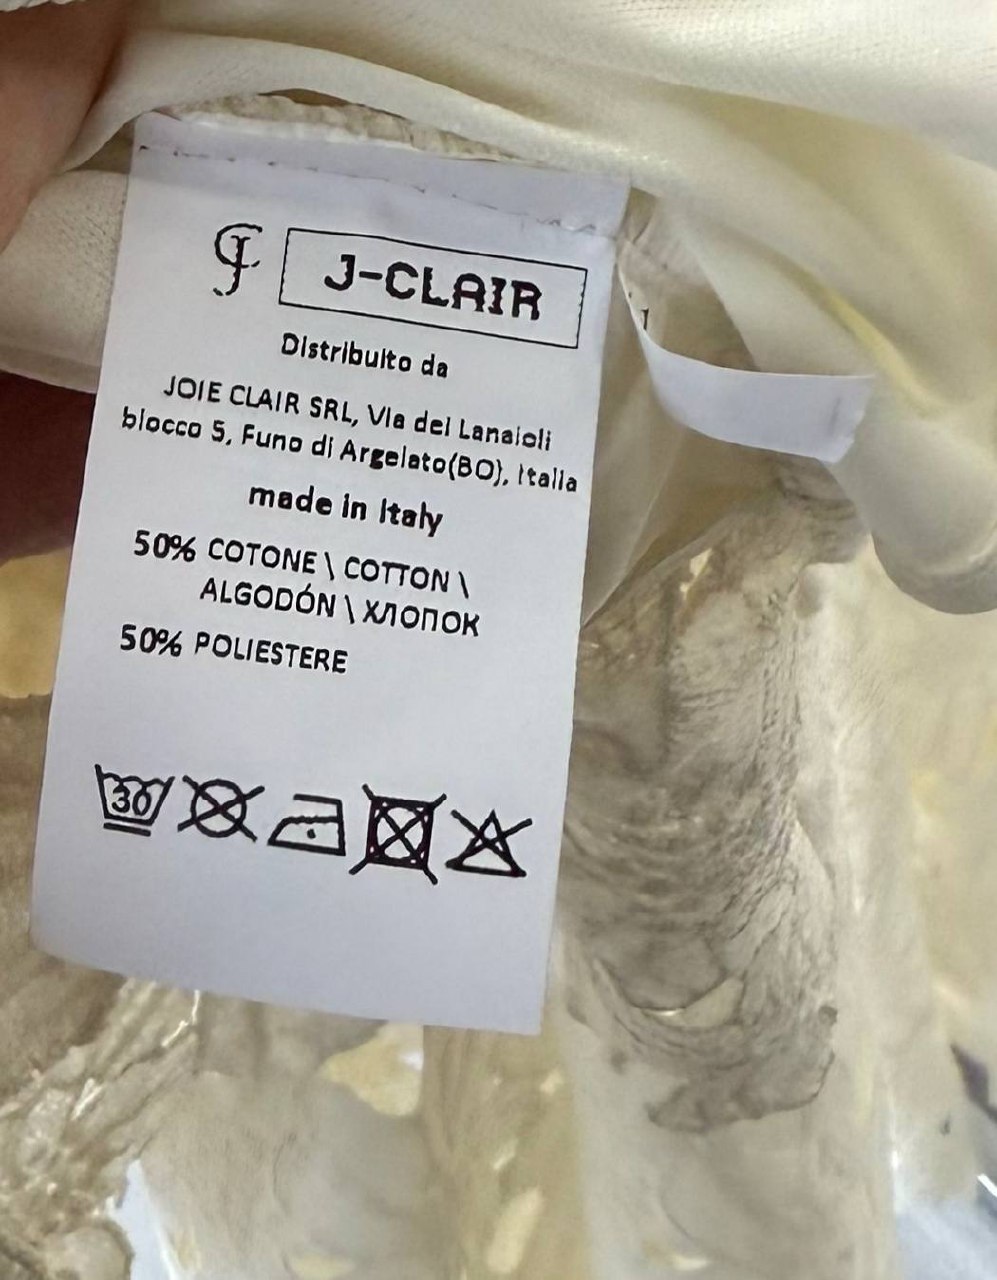 J-CLAIR
Distribuito da
JOIE CLAIR SRL, Via dei Lanaioli
blocco 5, Funo di Argelato(BO), Italia
made in Italy
50% COTONE \ COTTON \
ALGODÓN \ ХЛОПОК
50% POLIESTERE
30